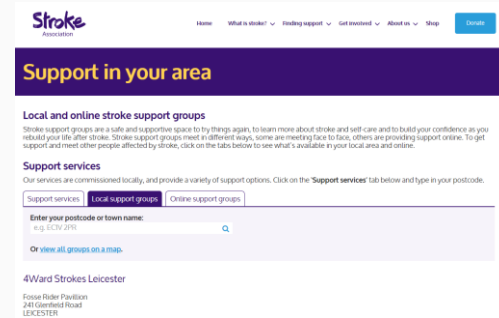 Stroke
Association
Home What is stroke? Finding support Get involved About us Shop Donate
Support in your area
Local and online stroke support groups
Stroke support groups are a safe and supportive space to try things again, to learn more about stroke and self-care and to build your confidence as you
rebuild your life after stroke. Stroke support groups meet in different ways, some are meeting face to face, others are providing support online. To get
support and meet other people affected by stroke, click on the tabs below to see what's available in your local area and online.
Support services
Our services are commissioned locally, and provide a variety of support options. Click on the 'Support services' tab below and type in your postcode.
Support services Local support groups Online support groups
Enter your postcode or town name:
e.g. EC1V 2PR
Or view all groups on a map.
4Ward Strokes Leicester
Fosse Rider Pavillion
241 Glenfield Road
LEICESTER